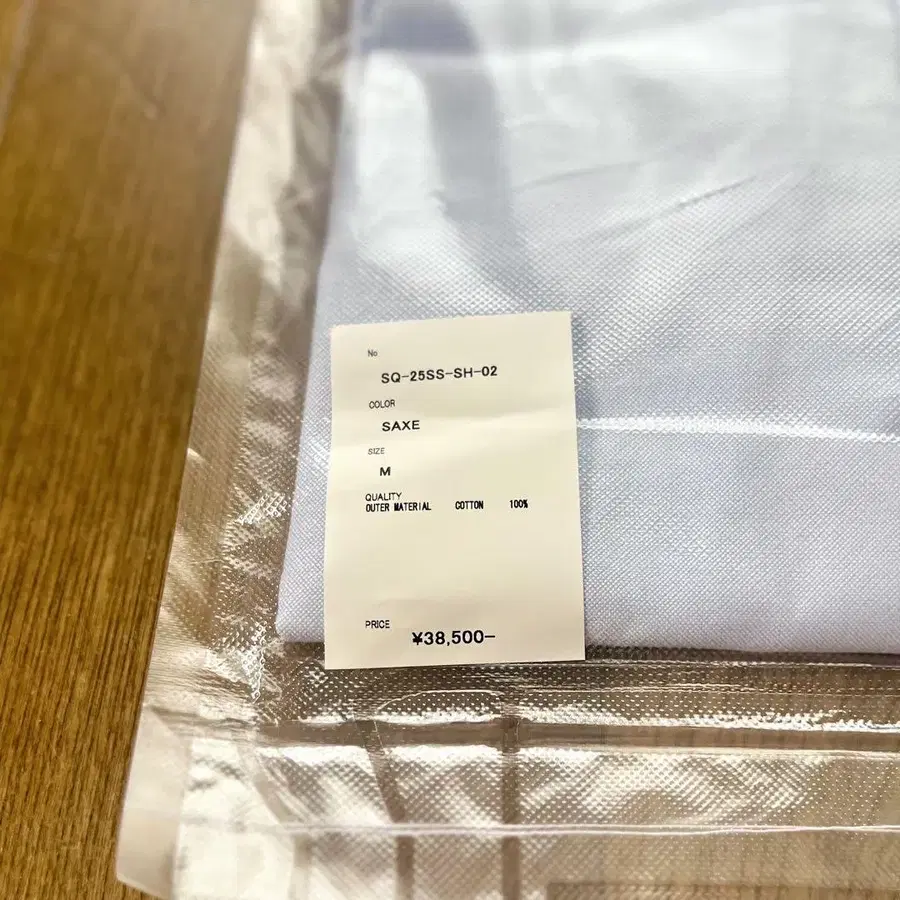 No
SQ-25SS-SH-02
COLOR
SAXE
SIZE
M
QUALITY
OUTER MATERIAL COTTON 100%
PRICE
¥38,500-